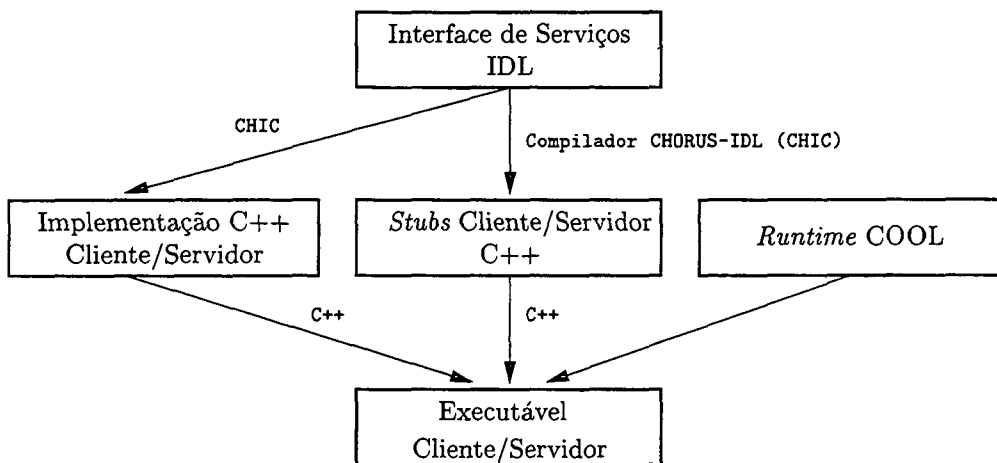 Interface de Serviços
IDL
CHIC
Compilador CHORUS-IDL (CHIC)
Implementação C++
Cliente/Servidor
Stubs Cliente/Servidor
C++
Runtime COOL
C++
C++
Executável
Cliente/Servidor